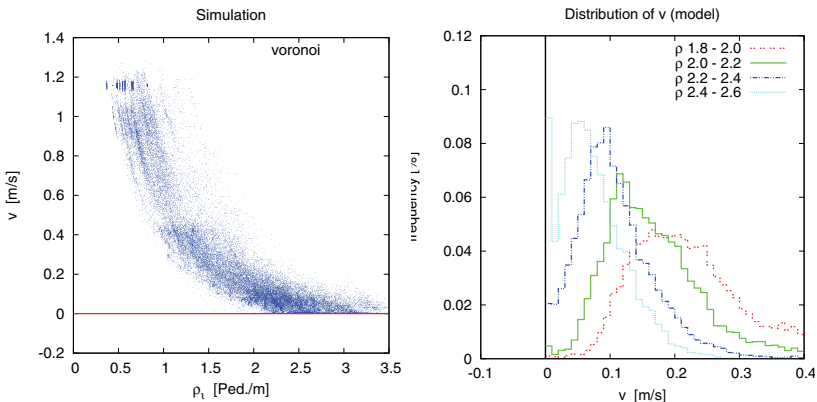 Simulation
voronoi
1.4
1.2
1
0.8
0.6
0.4
0.2
0
-0.2
v [m/s]
0 0.5 1 1.5 2 2.5 3 3.5
ρι [Ped./m]
Distribution of v (model)
ρ 1.8 - 2.0
ρ 2.0 - 2.2
ρ 2.2 - 2.4
ρ 2.4 - 2.6
0.12
0.1
0.08
0.06
0.04
0.02
0
-0.1 0 0.1 0.2 0.3 0.4
v [m/s]